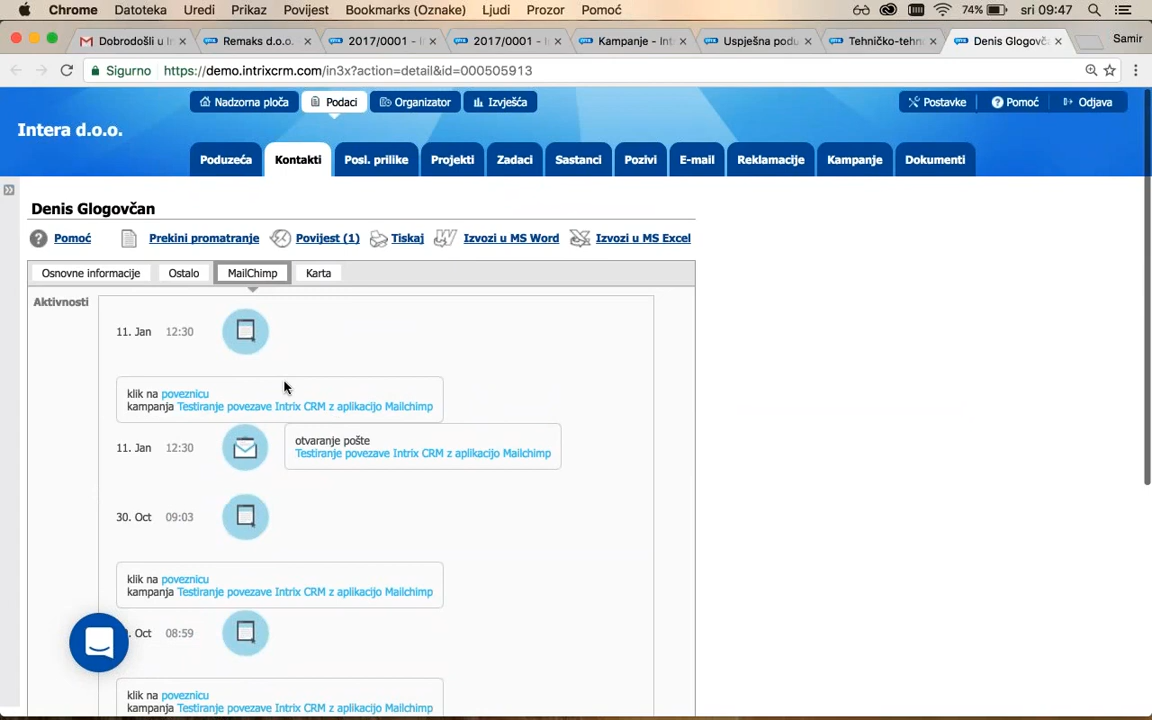 Chrome Datoteka Uredi Prikaz Povijest Bookmarks (Oznake) Ljudi Prozor Pomoć 74% sri 09:47
Dobrodošli u In Remaks d.o.o. 2017/0001 - 2017/0001 - Kampanje - Int Uspješna podu Tehničko-tehn Denis Glogovča Samir
Sigurno https://demo.intrixcrm.com/in3x?action=detail&id=000505913
Nadzorna ploča Podaci Organizator Izvješća Postavke Pomoć Odjava
Intera d.o.o.
Poduzeća Kontakti Posl. prilike Projekti Zadaci Sastanci Pozivi E-mail Reklamacije Kampanje Dokumenti
Denis Glogovčan
Pomoć Prekini promatranje Povijest (1) Tiskaj Izvozi u MS Word Izvozi u MS Excel
Osnovne informacije Ostalo MailChimp Karta
Aktivnosti
11. Jan 12:30
klik na poveznicu
kampanja Testiranje povezave Intrix CRM z aplikacijo Mailchimp
11. Jan 12:30
otvaranje pošte
Testiranje povezave Intrix CRM z aplikacijo Mailchimp
30. Oct 09:03
klik na poveznicu
kampanja Testiranje povezave Intrix CRM z aplikacijo Mailchimp
Oct 08:59
klik na poveznicu
kampanja Testiranje povezave Intrix CRM z aplikacijo Mailchimp